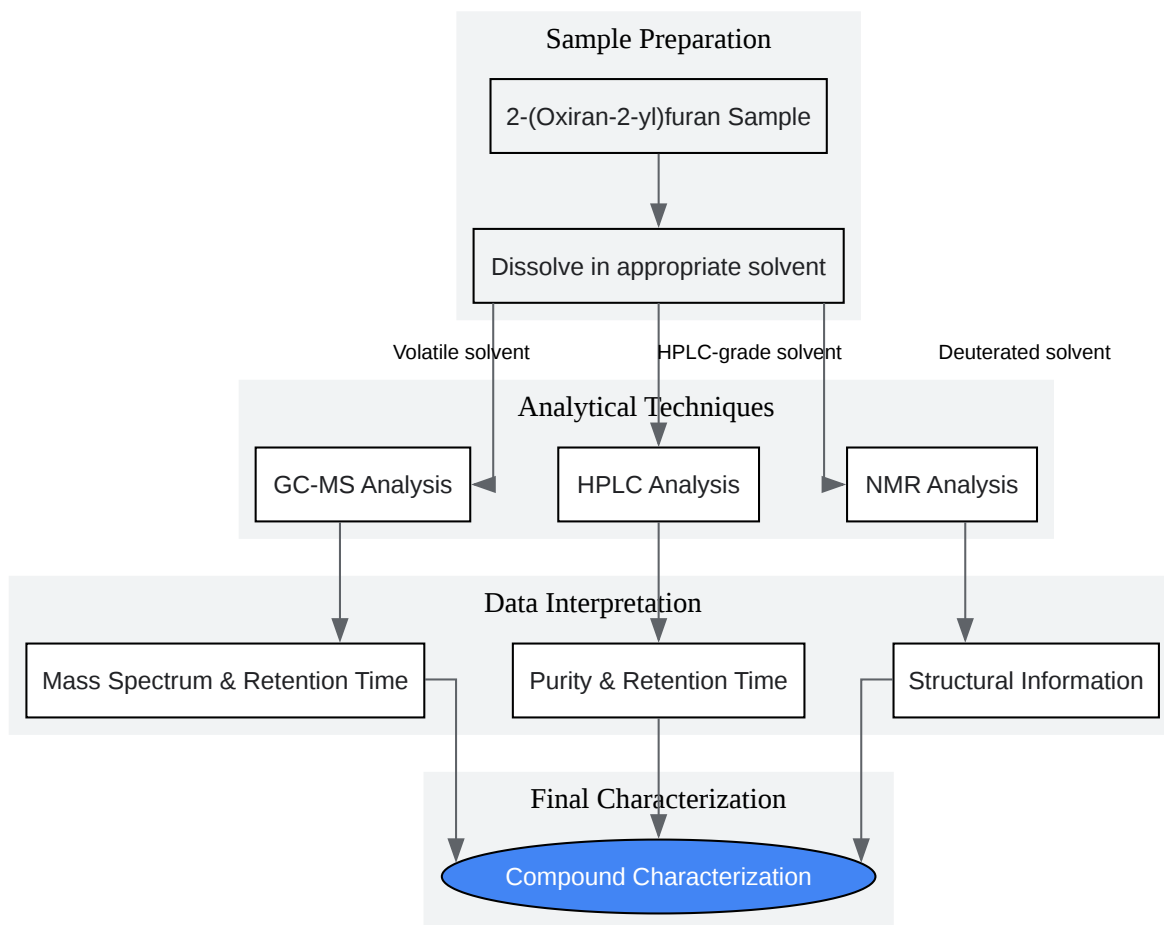 Sample Preparation
2-(Oxiran-2-yl)furan Sample
Dissolve in appropriate solvent
Volatile solvent
HPLC-grade solvent
Deuterated solvent
Analytical Techniques
GC-MS Analysis
HPLC Analysis
NMR Analysis
Data Interpretation
Mass Spectrum & Retention Time
Purity & Retention Time
Structural Information
Final Characterization
Compound Characterization